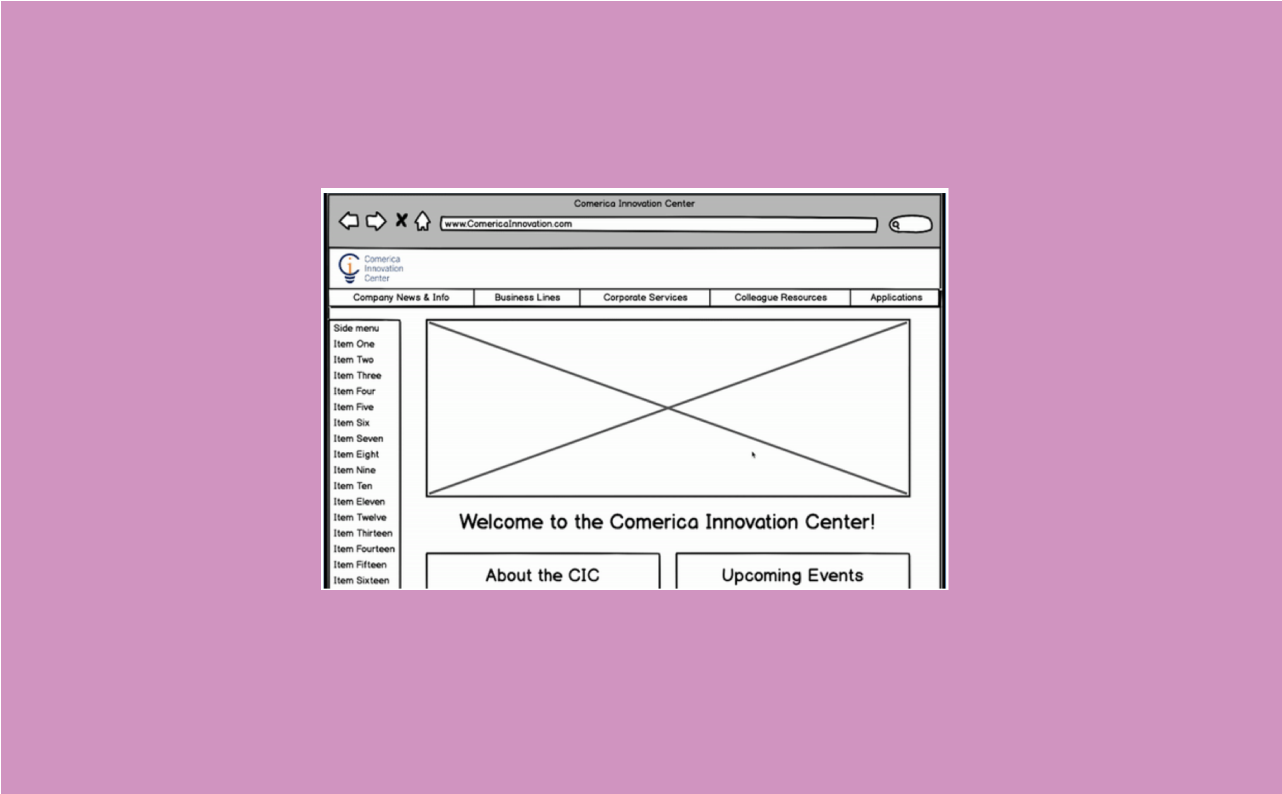 Comerica Innovation Center
www.ComericaInnovation.com
Comerica
Innovation
Center
Company News & Info Business Lines Corporate Services Colleague Resources Applications
Side menu
Item One
Item Two
Item Three
Item Four
Item Five
Item Six
Item Seven
Item Eight
Item Nine
Item Ten
Item Eleven
Item Twelve
Item Thirteen
Item Fourteen
Item Fifteen
Item Sixteen
Welcome to the Comerica Innovation Center!
About the CIC Upcoming Events